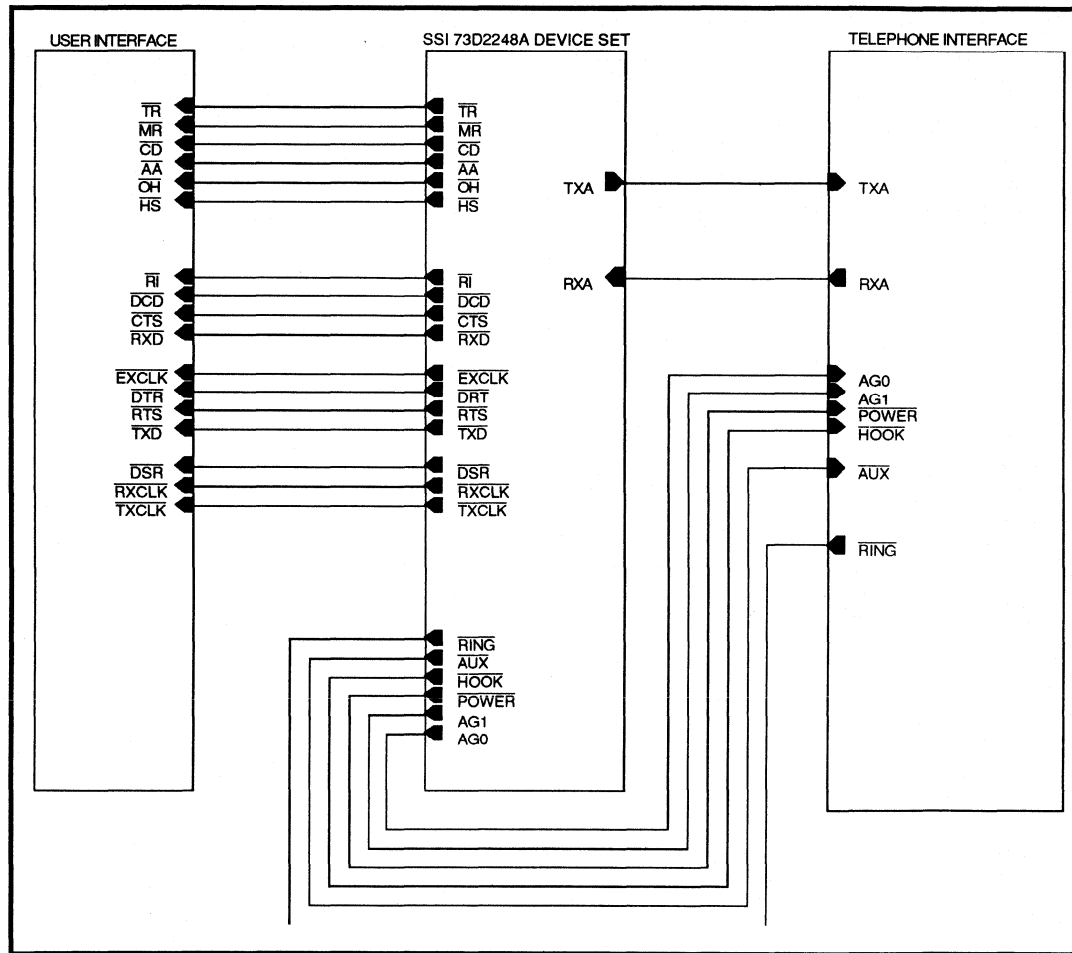 USER INTERFACE
TR
MR
CD
AA
OH
HS
RI
DCD
CTS
RXD
EXCLK
DTR
RTS
TXD
DSR
RXCLK
TXCLK
SSI 73D2248A DEVICE SET
TR
MR
CD
AA
OH
HS
TXA
RXA
RI
DCD
CTS
RXD
EXCLK
DRT
RTS
TXD
DSR
RXCLK
TXCLK
RING
AUX
HOOK
POWER
AG1
AG0
TELEPHONE INTERFACE
TXA
RXA
AG0
AG1
POWER
HOOK
AUX
RING